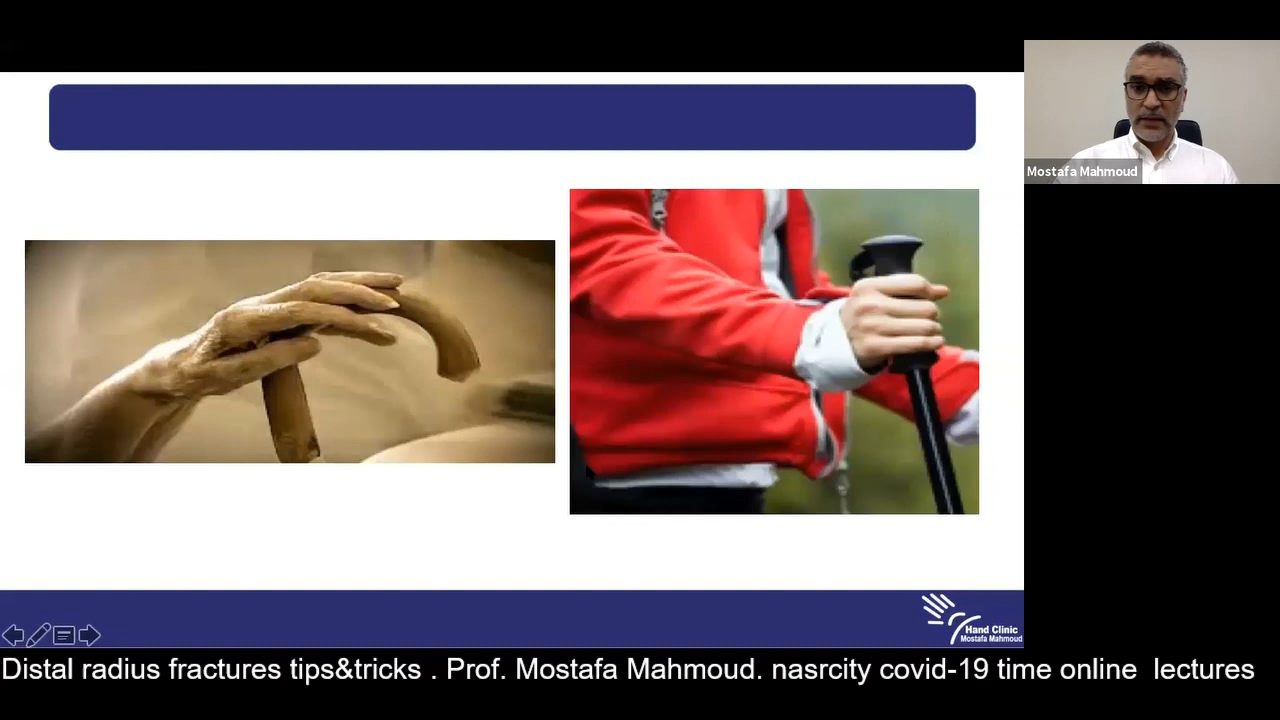 Mostafa Mahmoud
Hand Clinic
Mostafa Mahmoud
Distal radius fractures tips&tricks . Prof. Mostafa Mahmoud. nasrcity covid-19 time online  lectures